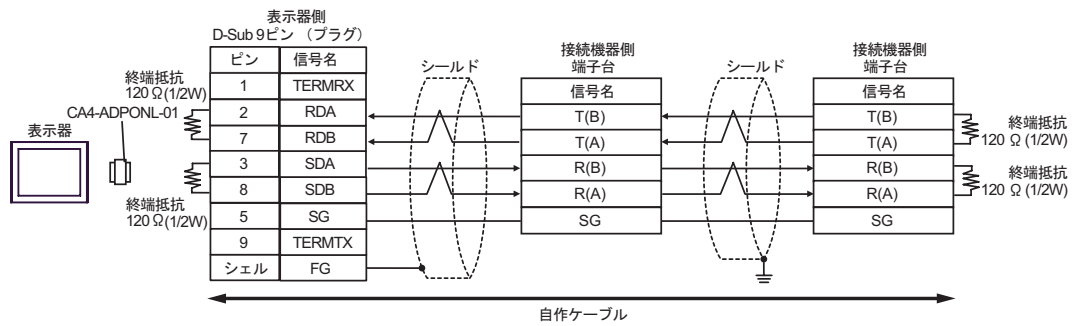 表示器
CA4-ADPONL-01
終端抵抗
120 Ω(1/2W)
終端抵抗
120 Ω(1/2W)
表示器側
D-Sub 9ピン （プラグ）
ピン 信号名
1 TERMRX
2 RDA
7 RDB
3 SDA
8 SDB
5 SG
9 TERMTX
シェル FG
シールド
接続機器側
端子台
信号名
T(B)
T(A)
R(B)
R(A)
SG
シールド
接続機器側
端子台
信号名
T(B)
T(A)
R(B)
R(A)
SG
終端抵抗
120 Ω (1/2W)
終端抵抗
120 Ω (1/2W)
自作ケーブル